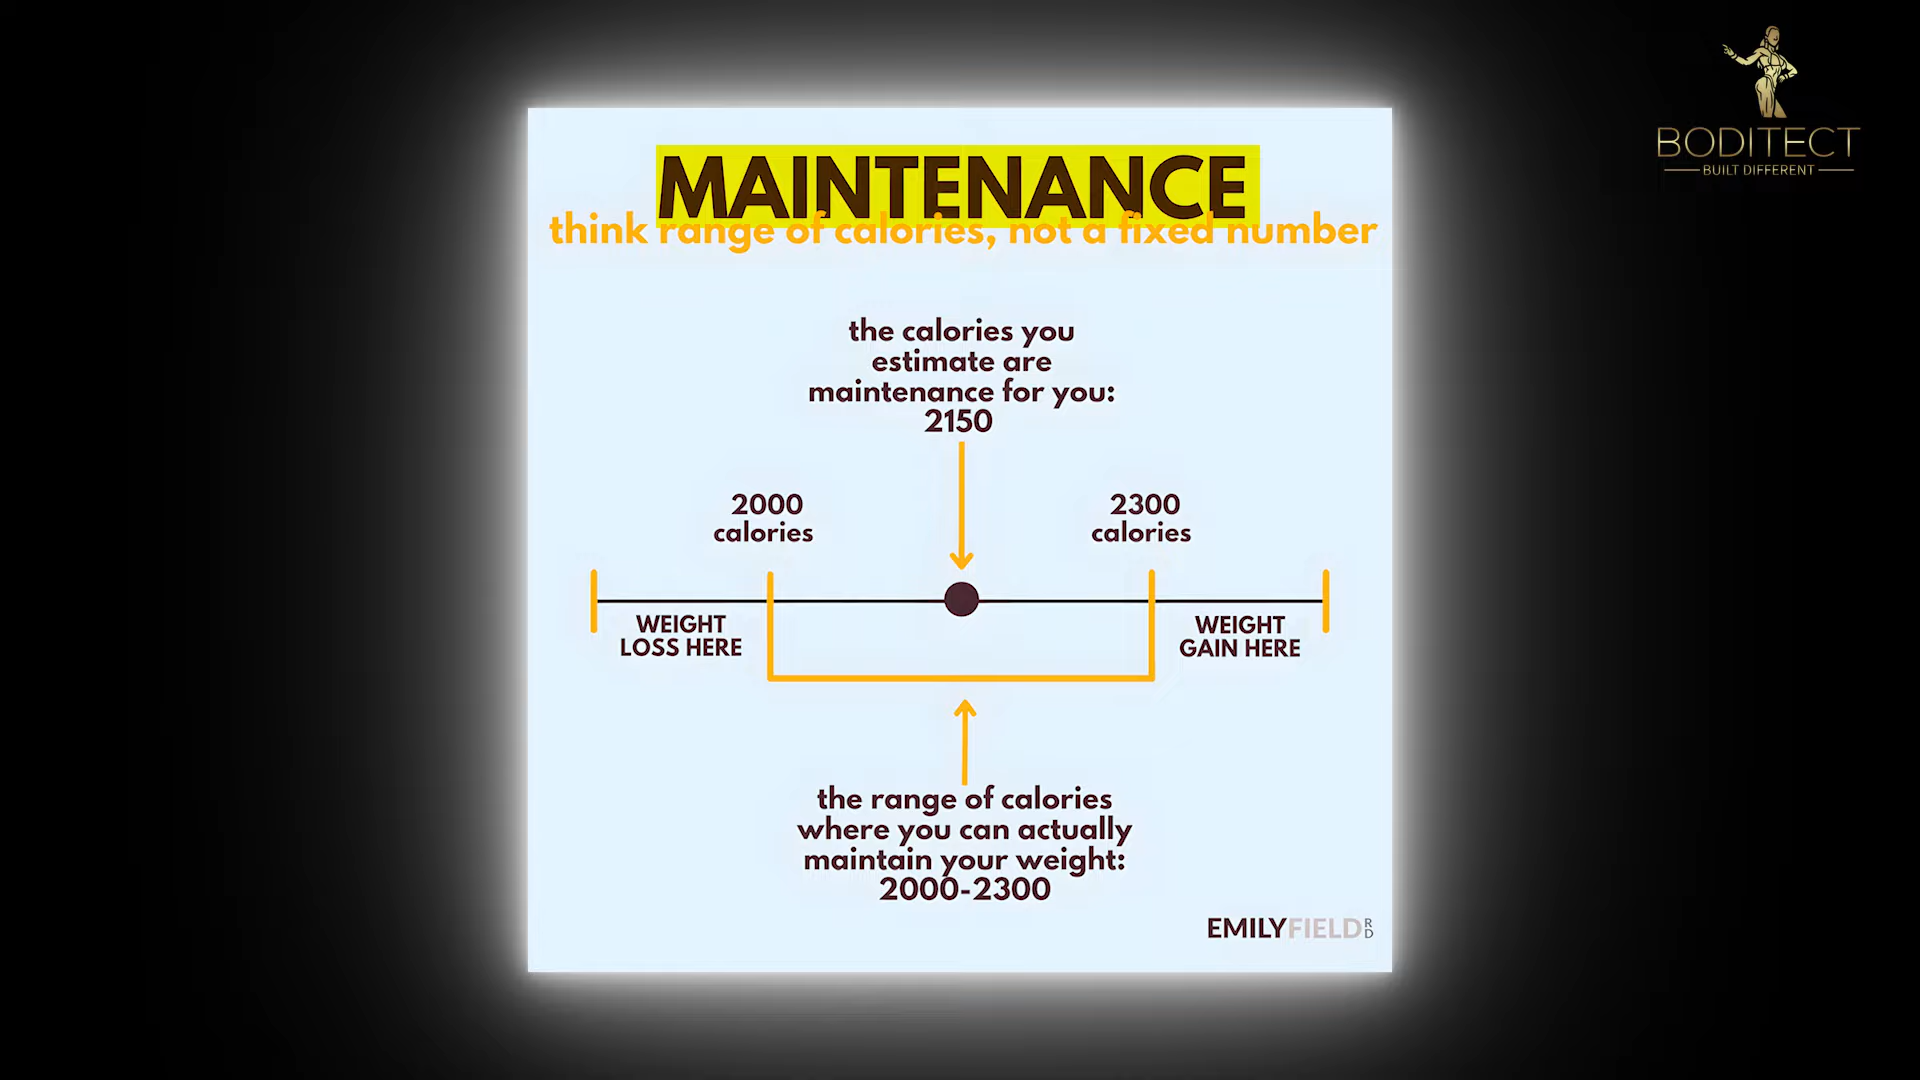 BODITECT
BUILT DIFFERENT
MAINTENANCE
think range of calories, not a fixed number
the calories you
estimate are
maintenance for you:
2150
2000
calories
2300
calories
WEIGHT
LOSS HERE
WEIGHT
GAIN HERE
the range of calories
where you can actually
maintain your weight:
2000-2300
EMILYFIELD RD